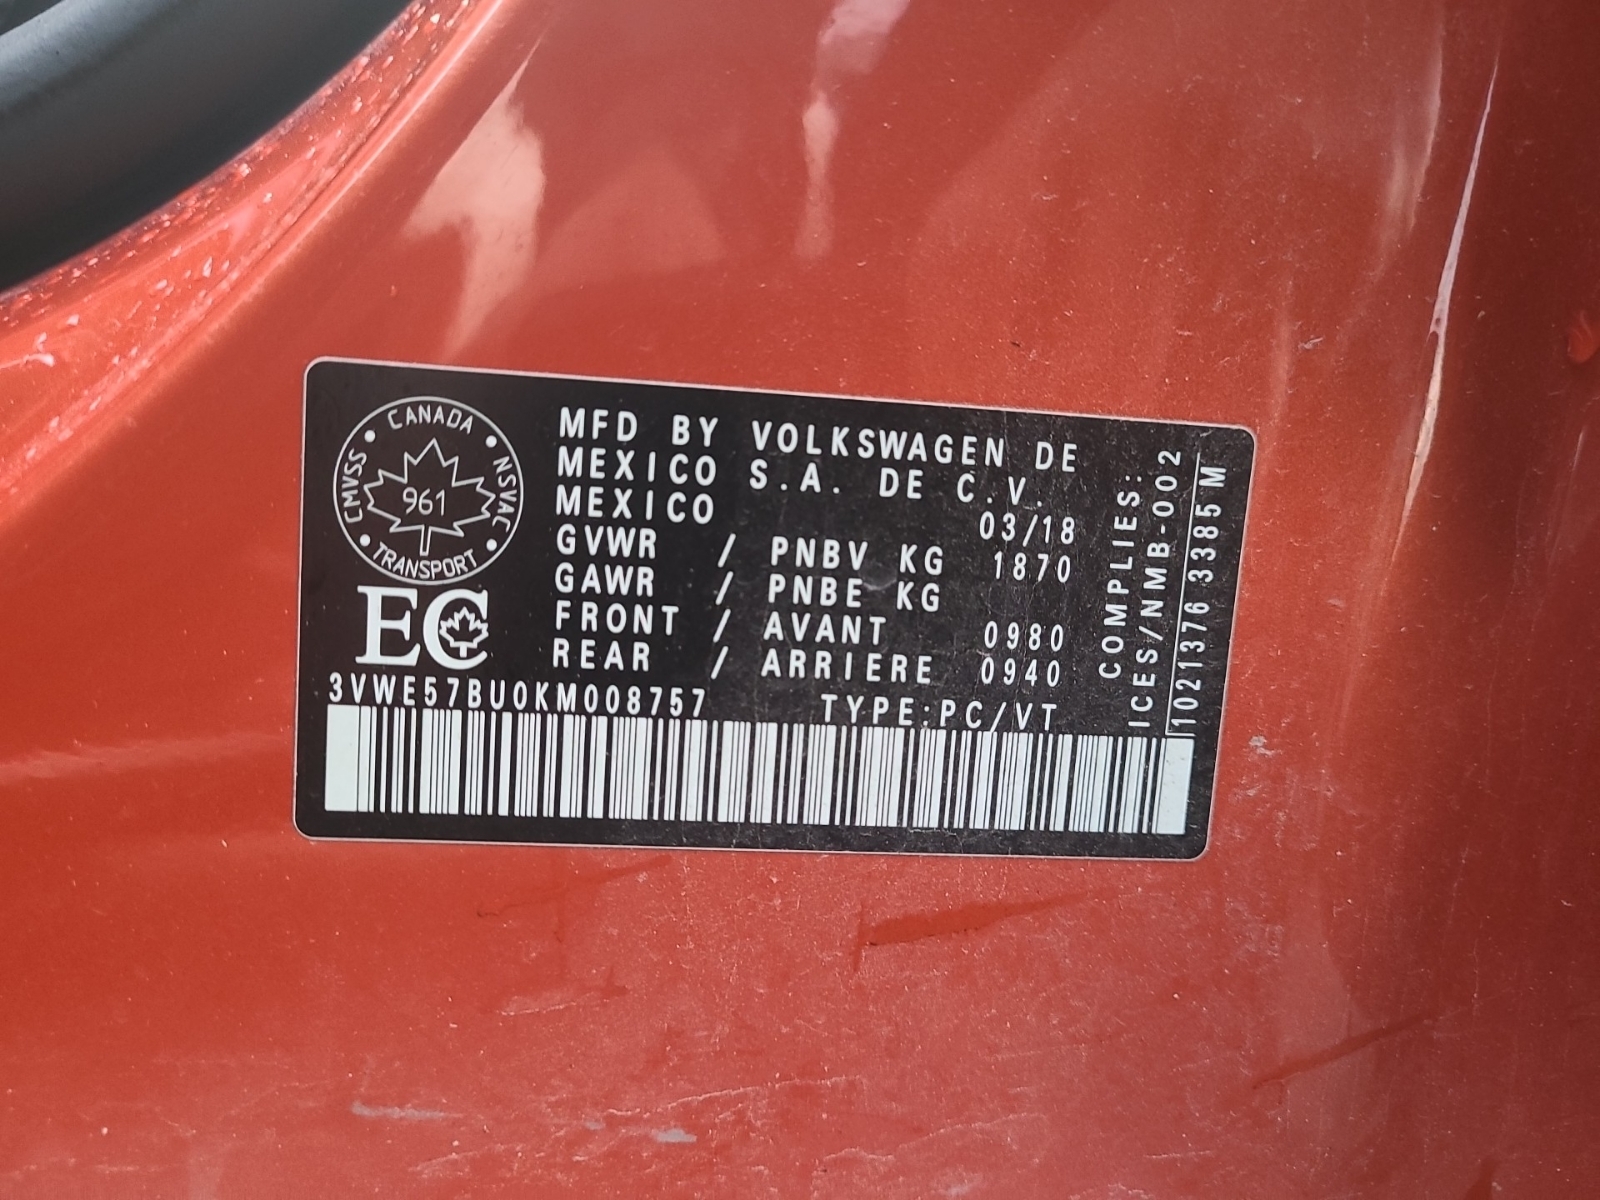 CANADA
CMVSS
NSVAC
961
TRANSPORT
EC
MFD BY VOLKSWAGEN DE
MEXICO S.A. DE C.V.
MEXICO 03/18
GVWR / PNBV KG 1870
GAWR / PNBE KG
FRONT / AVANT 0980
REAR / ARRIERE 0940
3VWE57BU0KM008757 TYPE:PC/VT
COMPLIES:
ICES/NMB-002
1021376 3385 M